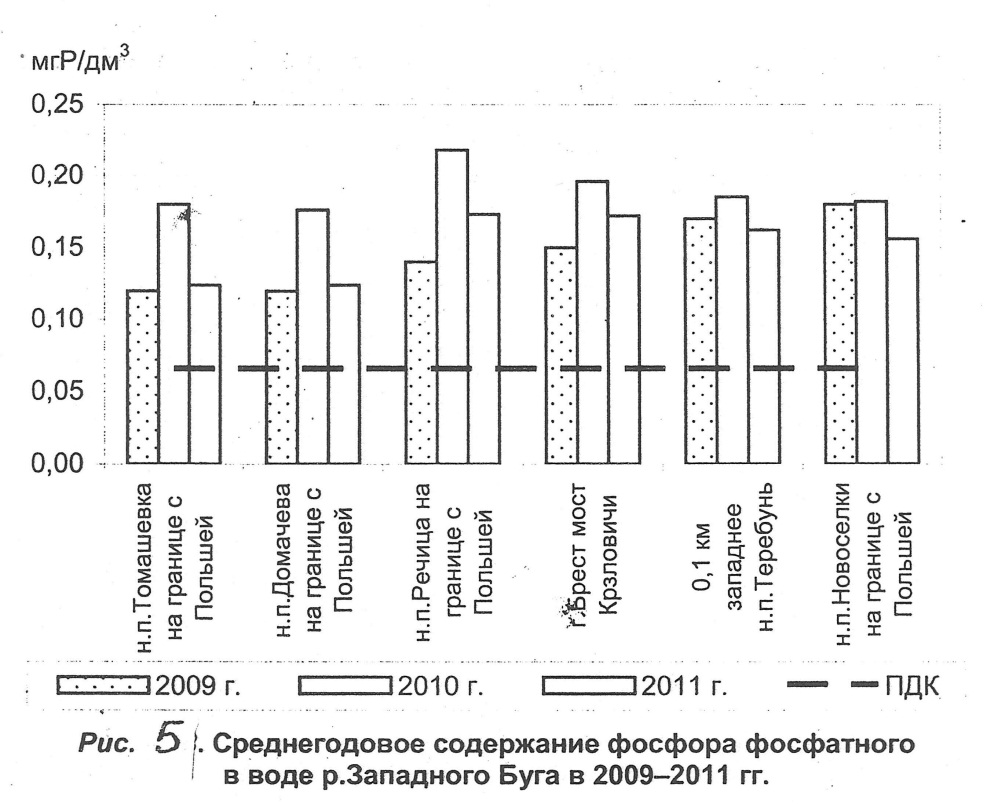 мгР/дм³
0,25
0,20
0,15
0,10
0,05
0,00
н.п.Томашевка
на границе с
Польшей
н.п.Домачева
на границе с
Польшей
н.п.Речица на
границе с
Польшей
г.Брест мост
Крзловичи
0,1 км
западнее
н.п.Теребунь
н.п.Новоселки
на границе с
Польшей
2009 г. 2010 г. 2011 г. ПДК
Рис. 5 . Среднегодовое содержание фосфора фосфатного
в воде р.Западного Буга в 2009–2011 гг.